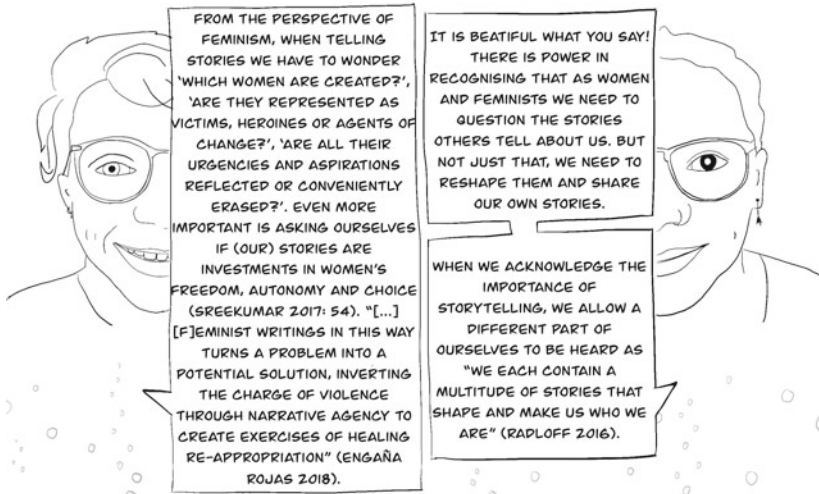 FROM THE PERSPECTIVE OF
FEMINISM, WHEN TELLING
STORIES WE HAVE TO WONDER
'WHICH WOMEN ARE CREATED?',
'ARE THEY REPRESENTED AS
VICTIMS, HEROINES OR AGENTS OF
CHANGE?', 'ARE ALL THEIR
URGENCIES AND ASPIRATIONS
REFLECTED OR CONVENIENTLY
ERASED?'. EVEN MORE
IMPORTANT IS ASKING OURSELVES
IF (OUR) STORIES ARE
INVESTMENTS IN WOMEN'S
FREEDOM, AUTONOMY AND CHOICE
(SREEKUMAR 2017: 54). "[...]
[F]EMINIST WRITINGS IN THIS WAY
TURNS A PROBLEM INTO A
POTENTIAL SOLUTION, INVERTING
THE CHARGE OF VIOLENCE
THROUGH NARRATIVE AGENCY TO
CREATE EXERCISES OF HEALING
RE-APPROPRIATION" (ENGAÑA
ROJAS 2018).
IT IS BEATIFUL WHAT YOU SAY!
THERE IS POWER IN
RECOGNISING THAT AS WOMEN
AND FEMINISTS WE NEED TO
QUESTION THE STORIES
OTHERS TELL ABOUT US. BUT
NOT JUST THAT, WE NEED TO
RESHAPE THEM AND SHARE
OUR OWN STORIES.
WHEN WE ACKNOWLEDGE THE
IMPORTANCE OF
STORYTELLING, WE ALLOW A
DIFFERENT PART OF
OURSELVES TO BE HEARD AS
"WE EACH CONTAIN A
MULTITUDE OF STORIES THAT
SHAPE AND MAKE US WHO WE
ARE" (RADLOFF 2016).